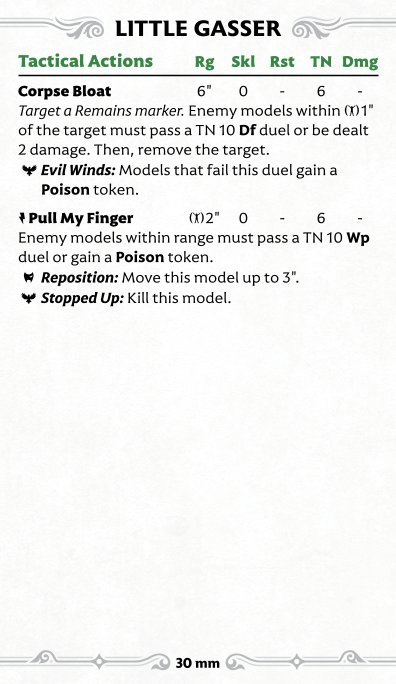 LITTLE GASSER
Tactical Actions Rg Skl Rst TN Dmg
Corpse Bloat 6" 0 - 6 -
Target a Remains marker. Enemy models within 1"
of the target must pass a TN 10 Df duel or be dealt
2 damage. Then, remove the target.
Evil Winds: Models that fail this duel gain a
Poison token.
Pull My Finger 2" 0 - 6 -
Enemy models within range must pass a TN 10 Wp
duel or gain a Poison token.
Reposition: Move this model up to 3".
Stopped Up: Kill this model.
30 mm